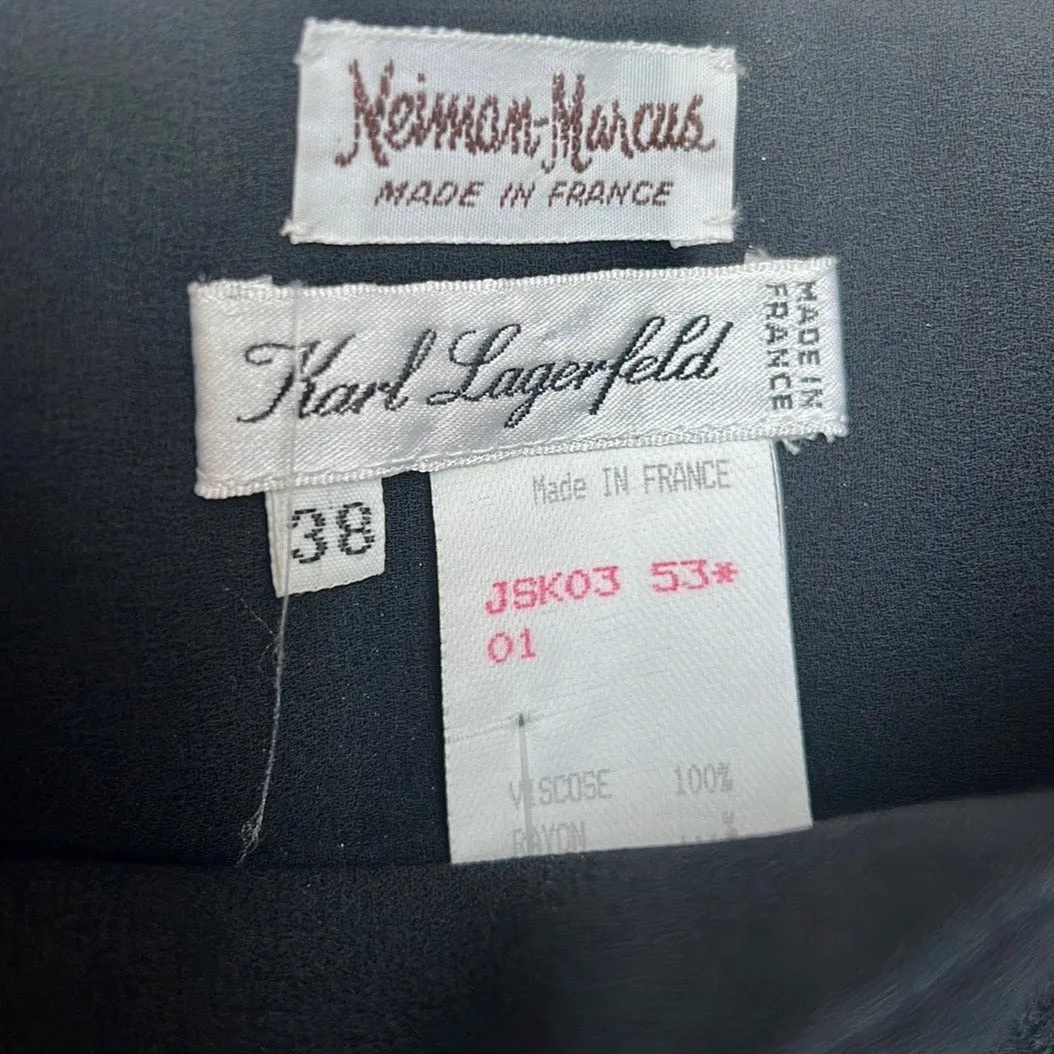 Neiman-Marcus
MADE IN FRANCE
Karl Lagerfeld
MADE IN
FRANCE
38
Made IN FRANCE
JSK03 53*
01
VISCOSE 100%
RAYON %